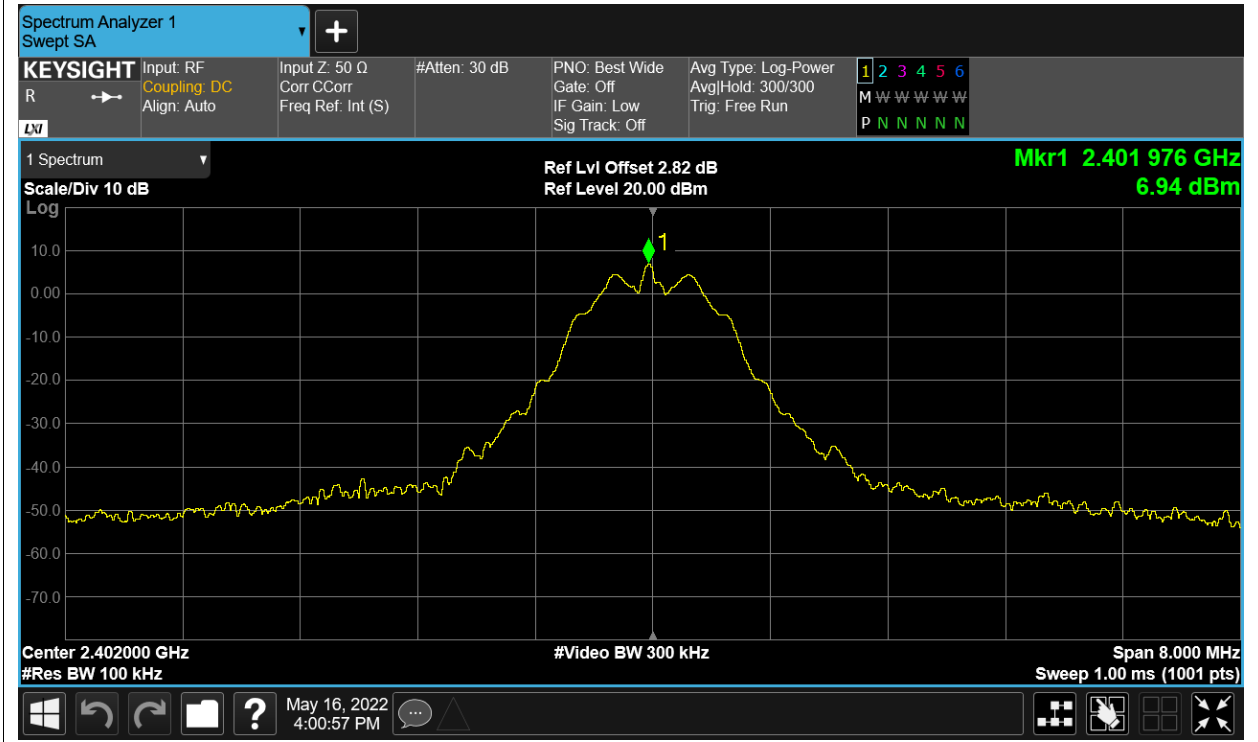 Spectrum Analyzer 1
Swept SA
KEYSIGHT
R
LXI
Input: RF
Coupling: DC
Align: Auto
Input Z: 50 Ω
Corr CCorr
Freq Ref: Int (S)
#Atten: 30 dB
PNO: Best Wide
Gate: Off
IF Gain: Low
Sig Track: Off
Avg Type: Log-Power
Avg|Hold: 300/300
Trig: Free Run
1 2 3 4 5 6
M W W W W W W
P N N N N N N
1 Spectrum
Scale/Div 10 dB
Log
Ref Lvl Offset 2.82 dB
Ref Level 20.00 dBm
Mkr1 2.401 976 GHz
6.94 dBm
1
10.0
0.00
-10.0
-20.0
-30.0
-40.0
-50.0
-60.0
-70.0
Center 2.402000 GHz
#Res BW 100 kHz
#Video BW 300 kHz
Span 8.000 MHz
Sweep 1.00 ms (1001 pts)
?
May 16, 2022
4:00:57 PM